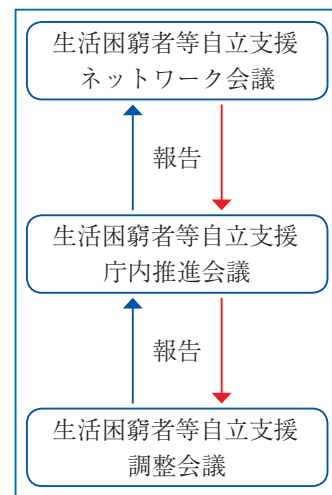 生活困窮者等自立支援
ネットワーク会議
報告
生活困窮者等自立支援
庁内推進会議
報告
生活困窮者等自立支援
調整会議